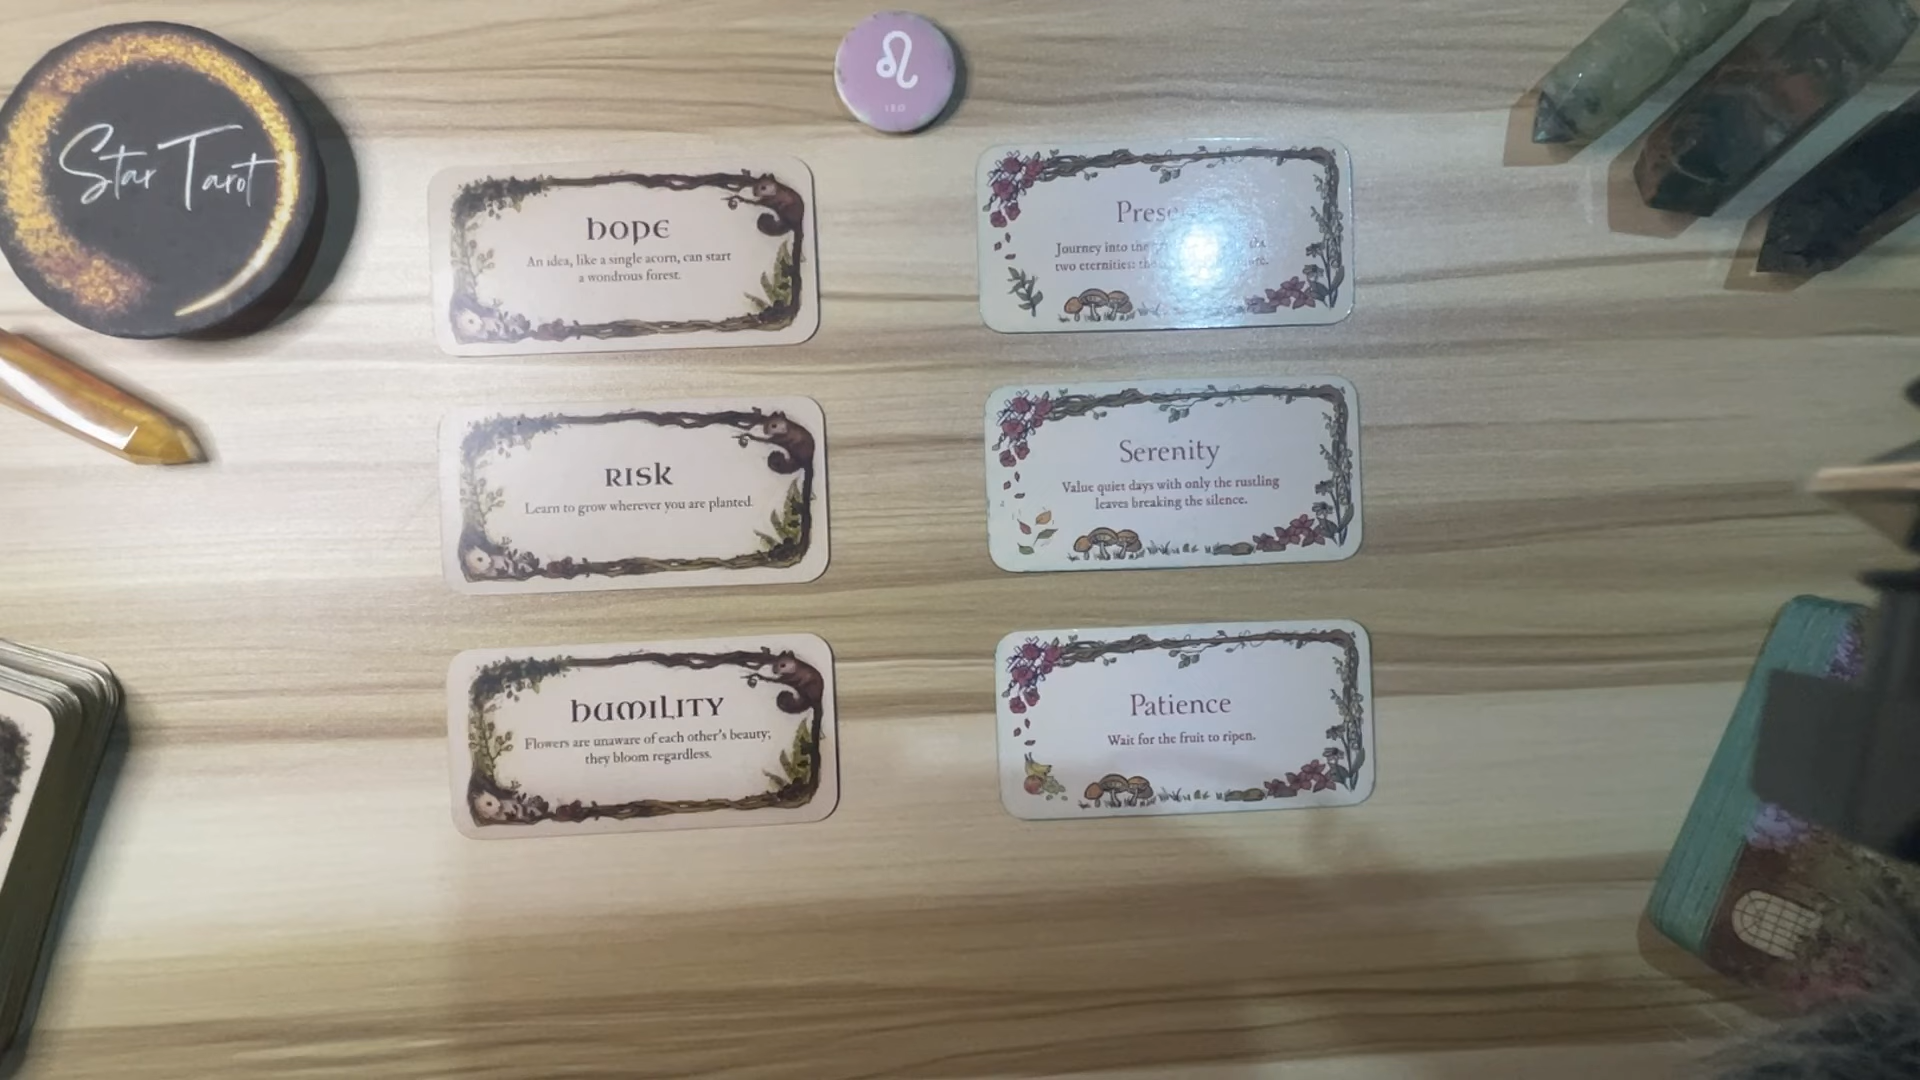 Star Tarot
LEO
hope
An idea, like a single acorn, can start
a wondrous forest.
Journey into the
two eternities: the
RISK
Learn to grow wherever you are planted.
Serenity
Value quiet days with only the rustling
leaves breaking the silence.
humILITY
Flowers are unaware of each other's beauty;
they bloom regardless.
Patience
Wait for the fruit to ripen.